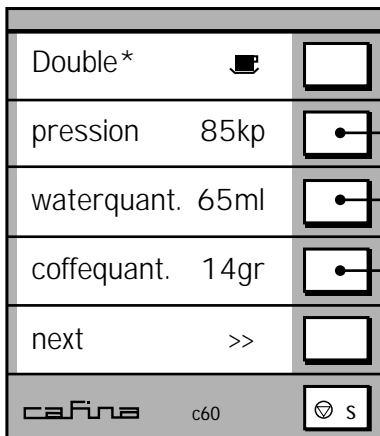 Double*
pression 85kp
waterquant. 65ml
coffequant. 14gr
next >>
cafina c60 s